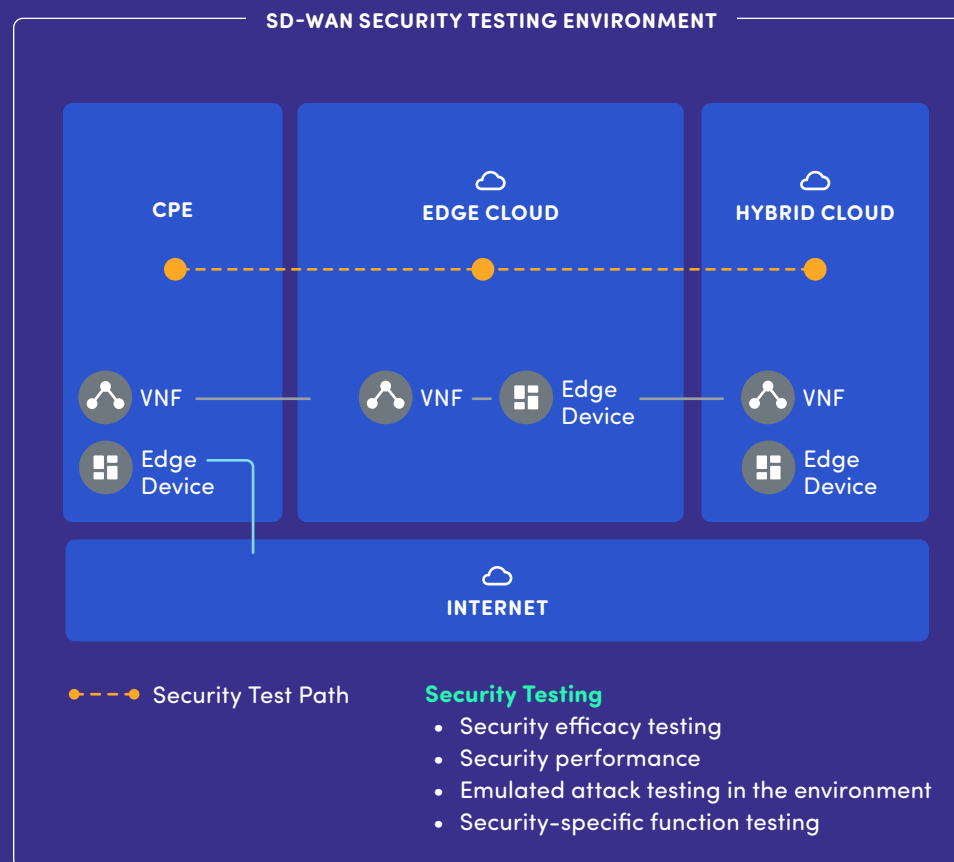 SD-WAN SECURITY TESTING ENVIRONMENT
CPE
EDGE CLOUD
HYBRID CLOUD
VNF
Edge
Device
VNF
Edge
Device
VNF
Edge
Device
INTERNET
Security Test Path
Security Testing
• Security efficacy testing
• Security performance
• Emulated attack testing in the environment
• Security-specific function testing